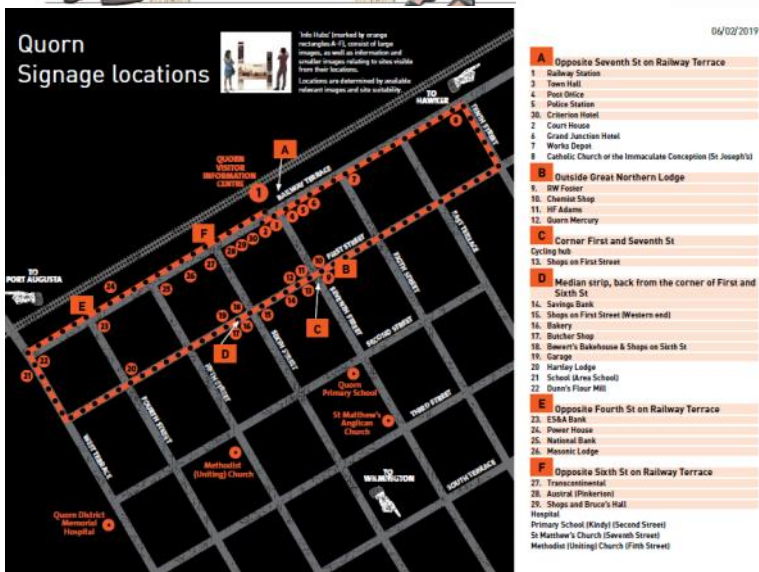 Quorn
Signage locations
'Info Hubs' (marked by orange
rectangles A-F), consist of large
images, as well as information and
smaller images relating to sites visible
from their locations.
Locations are determined by available
relevant images and site suitability.
06/02/2019
TO
HAWKER
TENTH STREET
QUORN
VISITOR
INFORMATION
CENTRE
1
A
RAILWAY TERRACE
8
7
F
E
B
C
D
FIRST STREET
EAST TERRACE
SECOND STREET
SEVENTH STREET
SIXTH STREET
FOURTH STREET
WEST TERRACE
THIRD STREET
SOUTH TERRACE
TO
PORT AUGUSTA
TO
WILMINGTON
Quorn
Primary School
St Matthew's
Anglican
Church
Methodist
(Uniting) Church
Quorn District
Memorial
Hospital
A Opposite Seventh St on Railway Terrace
1 Railway Station
3 Town Hall
4 Post Office
5 Police Station
30. Criterion Hotel
2 Court House
6 Grand Junction Hotel
7 Works Depot
8 Catholic Church of the Immaculate Conception (St Joseph's)
B Outside Great Northern Lodge
9. RW Foster
10. Chemist Shop
11. HF Adams
12. Quorn Mercury
C Corner First and Seventh St
Cycling hub
13. Shops on First Street
D Median strip, back from the corner of First and
Sixth St
14. Savings Bank
15. Shops on First Street (Western end)
16. Bakery
17. Butcher Shop
18. Bewert's Bakehouse & Shops on Sixth St
19. Garage
20 Hartley Lodge
21 School (Area School)
22 Dunn's Flour Mill
E Opposite Fourth St on Railway Terrace
23. ES&A Bank
24. Power House
25. National Bank
26. Masonic Lodge
F Opposite Sixth St on Railway Terrace
27. Transcontinental
28. Austral (Pinkerton)
29. Shops and Bruce's Hall
Hospital
Primary School (Kindy) (Second Street)
St Matthew's Church (Seventh Street)
Methodist (Uniting) Church (Fifth Street)